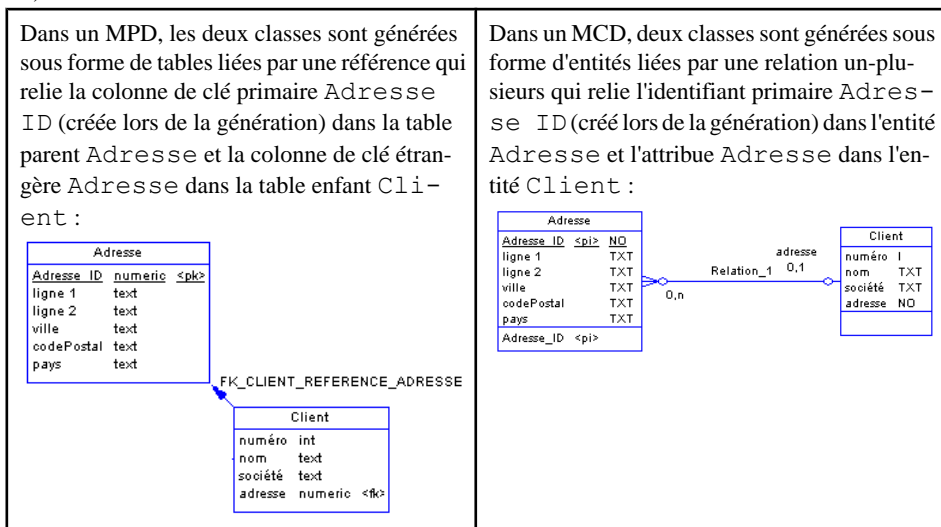 Dans un MPD, les deux classes sont générées
sous forme de tables liées par une référence qui
relie la colonne de clé primaire Adresse
ID (créée lors de la génération) dans la table
parent Adresse et la colonne de clé étran-
gère Adresse dans la table enfant Cli-
ent :
Adresse
Adresse_ID numeric <pk>
ligne 1 text
ligne 2 text
ville text
codePostal text
pays text
FK_CLIENT_REFERENCE_ADRESSE
Client
numéro int
nom text
société text
adresse numeric <fk>
Dans un MCD, deux classes sont générées sous
forme d'entités liées par une relation un-plu-
sieurs qui relie l'identifiant primaire Adres-
se ID (créé lors de la génération) dans l'entité
Adresse et l'attribue Adresse dans l'en-
tité Client :
Adresse
Adresse_ID <pi> NO
ligne 1 TXT
ligne 2 TXT
ville TXT
codePostal TXT
pays TXT
Adresse_ID <pi>
0,n
Relation_1
adresse
0,1
Client
numéro I
nom TXT
société TXT
adresse NO